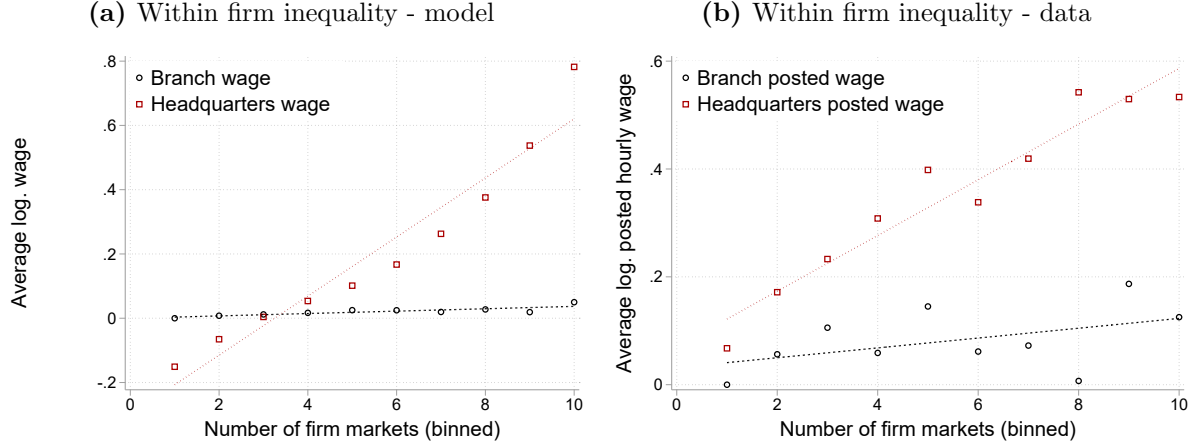 (a) Within firm inequality - model
Average log. wage
.8
.6
.4
.2
0
-.2
Branch wage
Headquarters wage
0 2 4 6 8 10
Number of firm markets (binned)
(b) Within firm inequality - data
Average log. posted hourly wage
.6
.4
.2
0
Branch posted wage
Headquarters posted wage
0 2 4 6 8 10
Number of firm markets (binned)